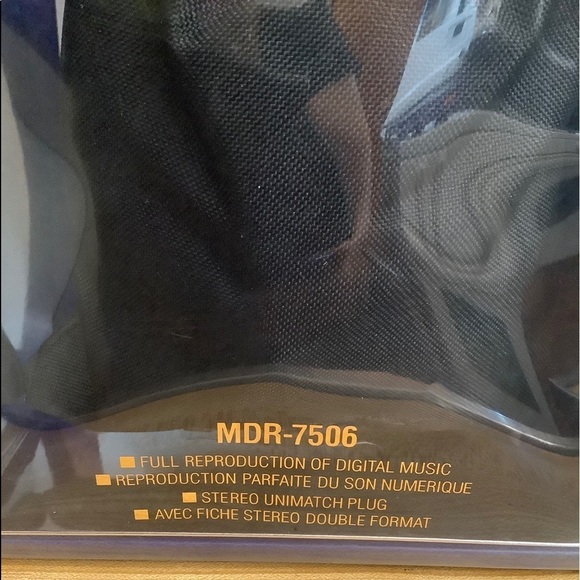 MDR-7506
■ FULL REPRODUCTION OF DIGITAL MUSIC
■ REPRODUCTION PARFAITE DU SON NUMERIQUE
■ STEREO UNIMATCH PLUG
■ AVEC FICHE STEREO DOUBLE FORMAT